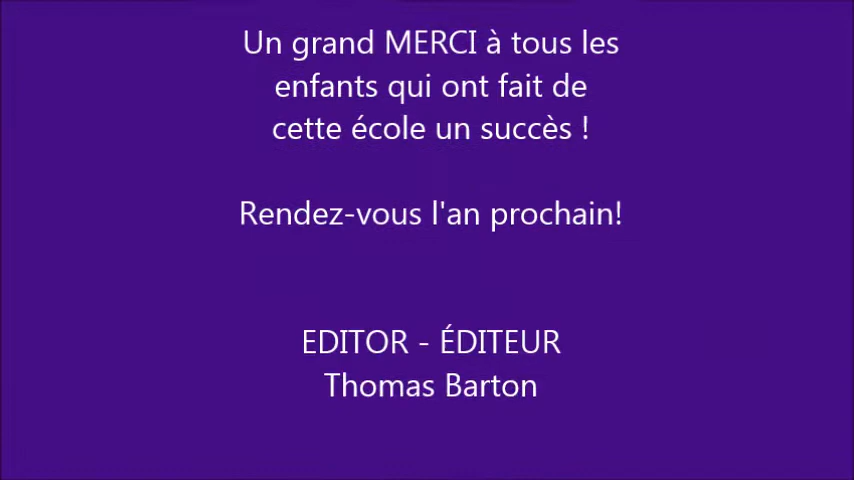 Un grand MERCI à tous les
enfants qui ont fait de
cette école un succès !
Rendez-vous l'an prochain!
EDITOR - ÉDITEUR
Thomas Barton